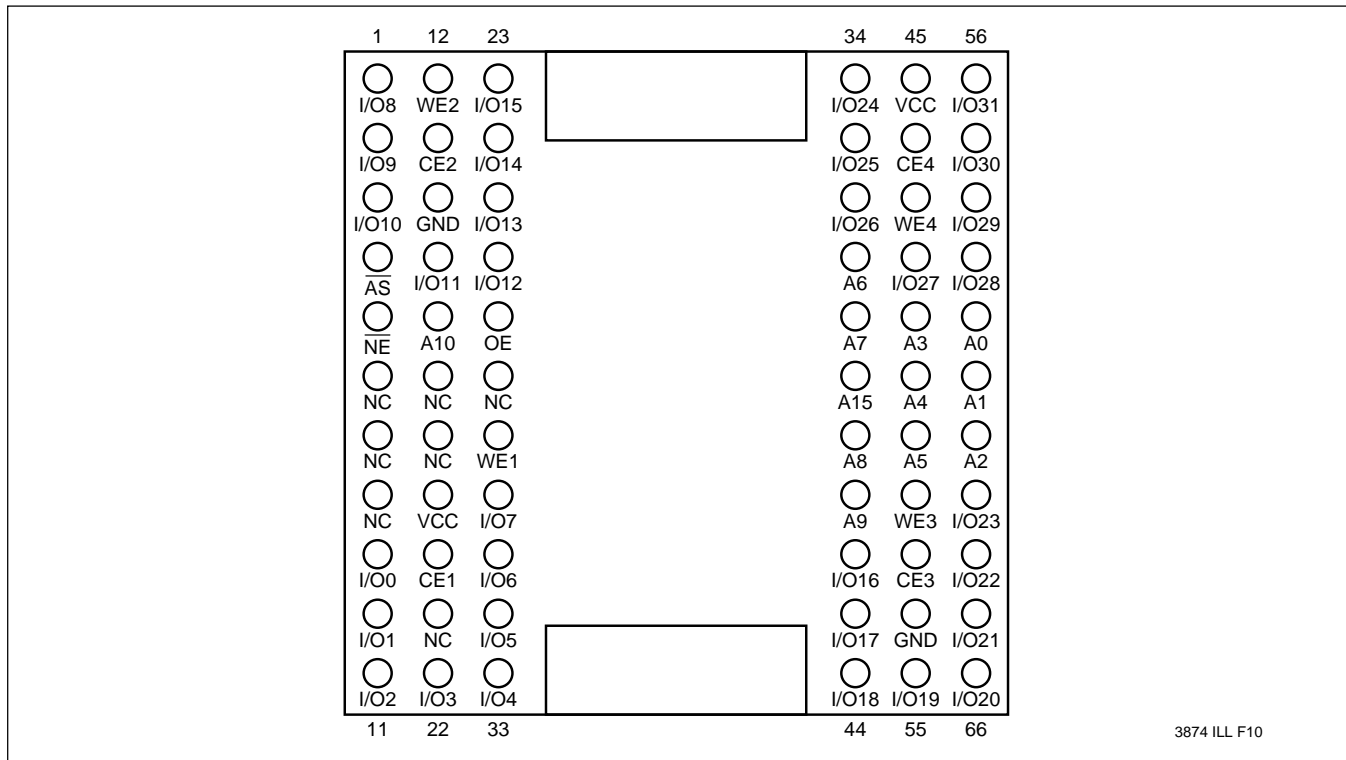 1 12 23 34 45 56
I/O8 WE2 I/O15 I/O24 VCC I/O31
I/O9 CE2 I/O14 I/O25 CE4 I/O30
I/O10 GND I/O13 I/O26 WE4 I/O29
AS I/O11 I/O12 A6 I/O27 I/O28
NE A10 OE A7 A3 A0
NC NC NC A15 A4 A1
NC NC WE1 A8 A5 A2
NC VCC I/O7 A9 WE3 I/O23
I/O0 CE1 I/O6 I/O16 CE3 I/O22
I/O1 NC I/O5 I/O17 GND I/O21
I/O2 I/O3 I/O4 I/O18 I/O19 I/O20
11 22 33 44 55 66
3874 ILL F10